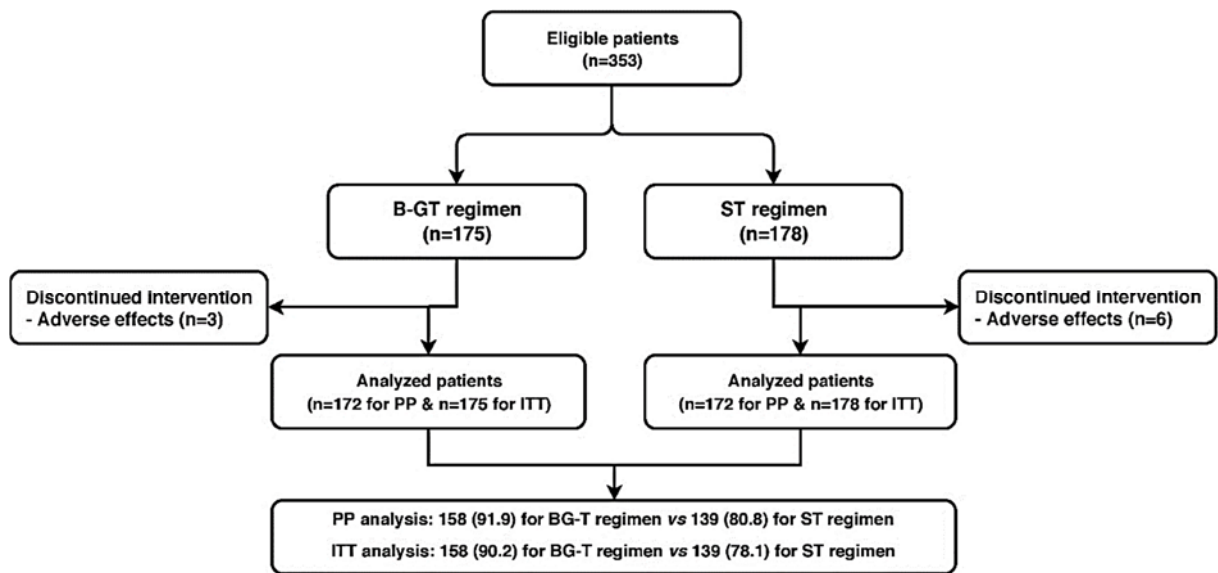 Eligible patients
(n=353)
B-GT regimen
(n=175)
ST regimen
(n=178)
Discontinued Intervention
- Adverse effects (n=3)
Discontinued Intervention
- Adverse effects (n=6)
Analyzed patients
(n=172 for PP & n=175 for ITT)
Analyzed patients
(n=172 for PP & n=178 for ITT)
PP analysis: 158 (91.9) for BG-T regimen vs 139 (80.8) for ST regimen
ITT analysis: 158 (90.2) for BG-T regimen vs 139 (78.1) for ST regimen